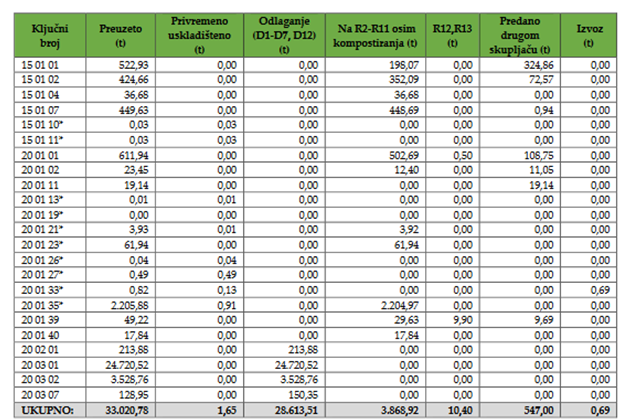 Ključni broj Preuzeto (t) Privremeno uskladišteno (t) Odlaganje (D1-D7, D12) (t) Na R2-R11 osim kompostiranja (t) R12,R13 (t) Predano drugom skupljaču (t) Izvoz (t)
15 01 01 522,93 0,00 0,00 198,07 0,00 324,86 0,00
15 01 02 424,66 0,00 0,00 352,09 0,00 72,57 0,00
15 01 04 36,68 0,00 0,00 36,68 0,00 0,00 0,00
15 01 07 449,63 0,00 0,00 448,69 0,00 0,94 0,00
15 01 10* 0,03 0,03 0,00 0,00 0,00 0,00 0,00
15 01 11* 0,03 0,03 0,00 0,00 0,00 0,00 0,00
20 01 01 611,94 0,00 0,00 502,69 0,50 108,75 0,00
20 01 02 23,45 0,00 0,00 12,40 0,00 11,05 0,00
20 01 11 19,14 0,00 0,00 0,00 0,00 19,14 0,00
20 01 13* 0,01 0,01 0,00 0,00 0,00 0,00 0,00
20 01 19* 0,00 0,00 0,00 0,00 0,00 0,00 0,00
20 01 21* 3,93 0,01 0,00 3,92 0,00 0,00 0,00
20 01 23* 61,94 0,00 0,00 61,94 0,00 0,00 0,00
20 01 26* 0,04 0,04 0,00 0,00 0,00 0,00 0,00
20 01 27* 0,49 0,49 0,00 0,00 0,00 0,00 0,00
20 01 33* 0,82 0,13 0,00 0,00 0,00 0,00 0,69
20 01 35* 2.205,88 0,91 0,00 2.204,97 0,00 0,00 0,00
20 01 39 49,22 0,00 0,00 29,63 9,90 9,69 0,00
20 01 40 17,84 0,00 0,00 17,84 0,00 0,00 0,00
20 02 01 213,88 0,00 213,88 0,00 0,00 0,00 0,00
20 03 01 24.720,52 0,00 24.720,52 0,00 0,00 0,00 0,00
20 03 02 3.528,76 0,00 3.528,76 0,00 0,00 0,00 0,00
20 03 07 128,95 0,00 150,35 0,00 0,00 0,00 0,00
UKUPNO: 33.020,78 1,65 28.613,51 3.868,92 10,40 547,00 0,69